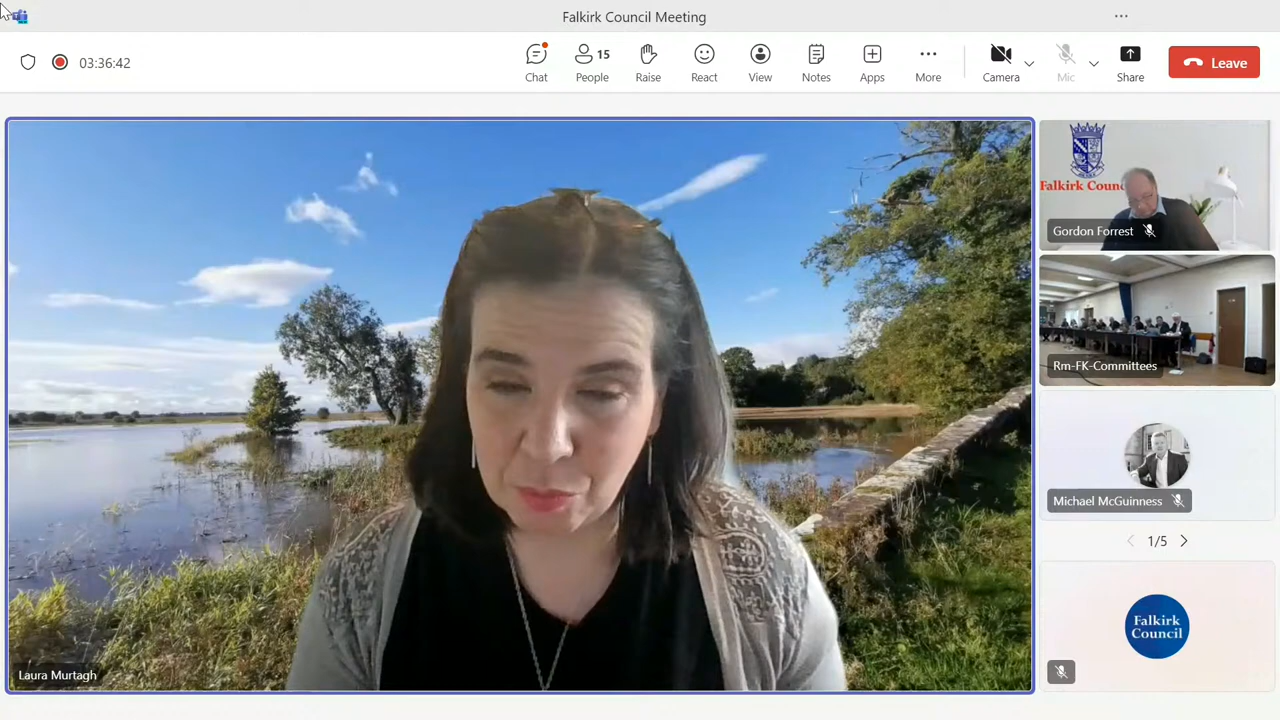 Falkirk Council Meeting
03:36:42
Chat
People 15
Raise
React
View
Notes
Apps
More
Camera
Mic
Share
Leave
Falkirk
Gordon Forrest
Rm-FK-Committees
Michael McGuinness
1/5
Falkirk
Council
Laura Murtagh